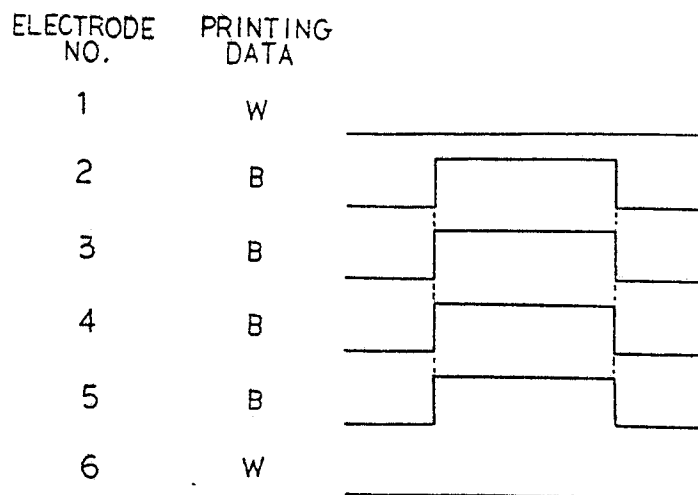 ELECTRODE NO. PRINTING DATA
1 W
2 B
3 B
4 B
5 B
6 W